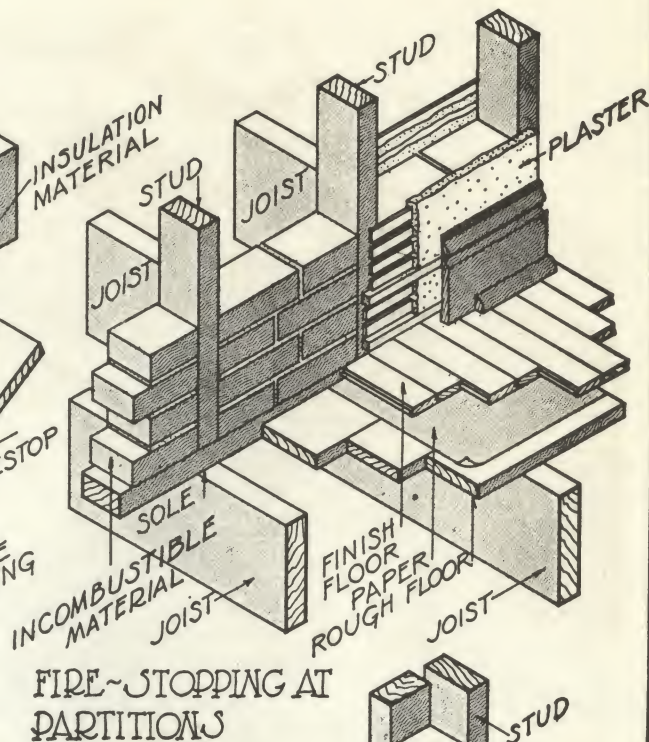 STUD
INSULATION
MATERIAL
PLASTER
STUD
JOIST
JOIST
SOLE
INCOMBUSTIBLE
MATERIAL
JOIST
FINISH
FLOOR
PAPER
ROUGH FLOOR
JOIST
FIRE~STOPPING AT
PARTITIONS
STUD